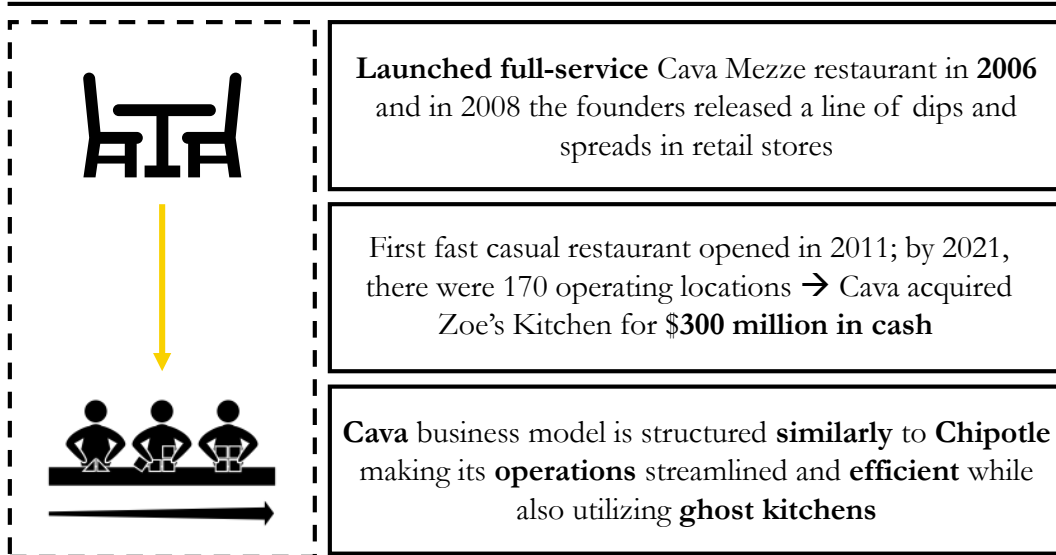 Launched full-service Cava Mezze restaurant in 2006
and in 2008 the founders released a line of dips and
spreads in retail stores
First fast casual restaurant opened in 2011; by 2021,
there were 170 operating locations → Cava acquired
Zoe’s Kitchen for $300 million in cash
Cava business model is structured similarly to Chipotle
making its operations streamlined and efficient while
also utilizing ghost kitchens